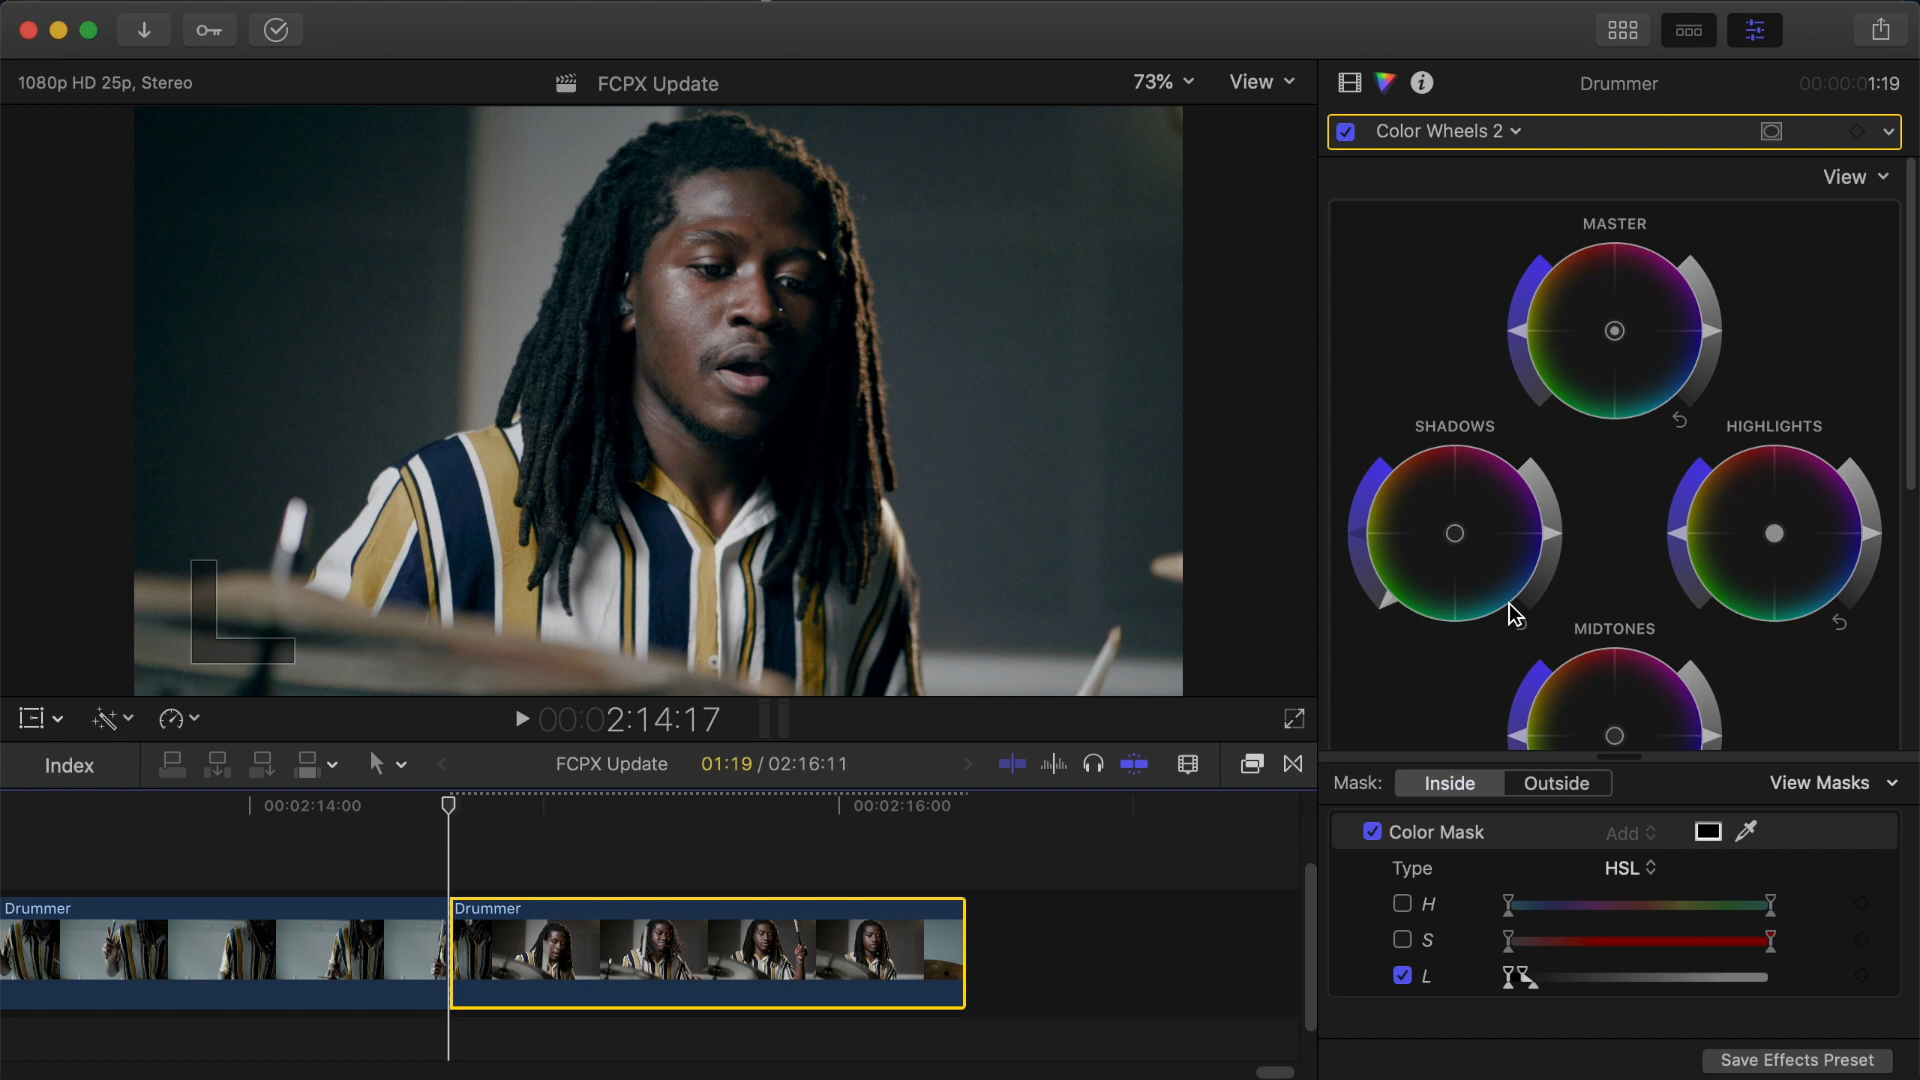 1080p HD 25p, Stereo
FCPX Update
73%
View
Drummer
00:00:01:19
Color Wheels 2
View
MASTER
SHADOWS
HIGHLIGHTS
MIDTONES
00:02:14:17
Index
FCPX Update
01:19 / 02:16:11
00:02:14:00
00:02:16:00
Drummer
Drummer
Mask:
Inside
Outside
View Masks
Color Mask
Add
Type
HSL
H
S
L
Save Effects Preset